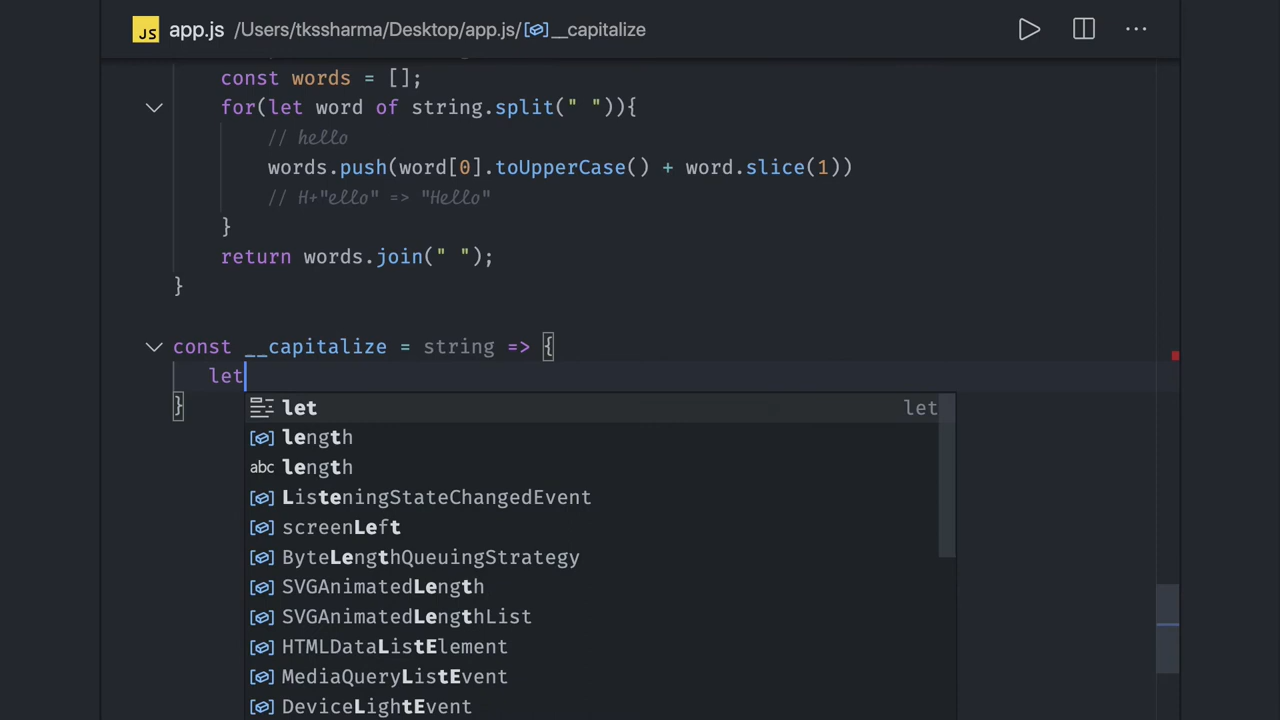 JS app.js /Users/tkssharma/Desktop/app.js/ __capitalize
const words = [];
for(let word of string.split(" ")){
// hello
words.push(word[0].toUpperCase() + word.slice(1))
// H+"ello" => "Hello"
}
return words.join(" ");
}
const __capitalize = string => {
let
}
let let
length
abc length
ListeningStateChangedEvent
screenLeft
ByteLengthQueuingStrategy
SVGAnimatedLength
SVGAnimatedLengthList
HTMLDataListElement
MediaQueryListEvent
DeviceLightEvent